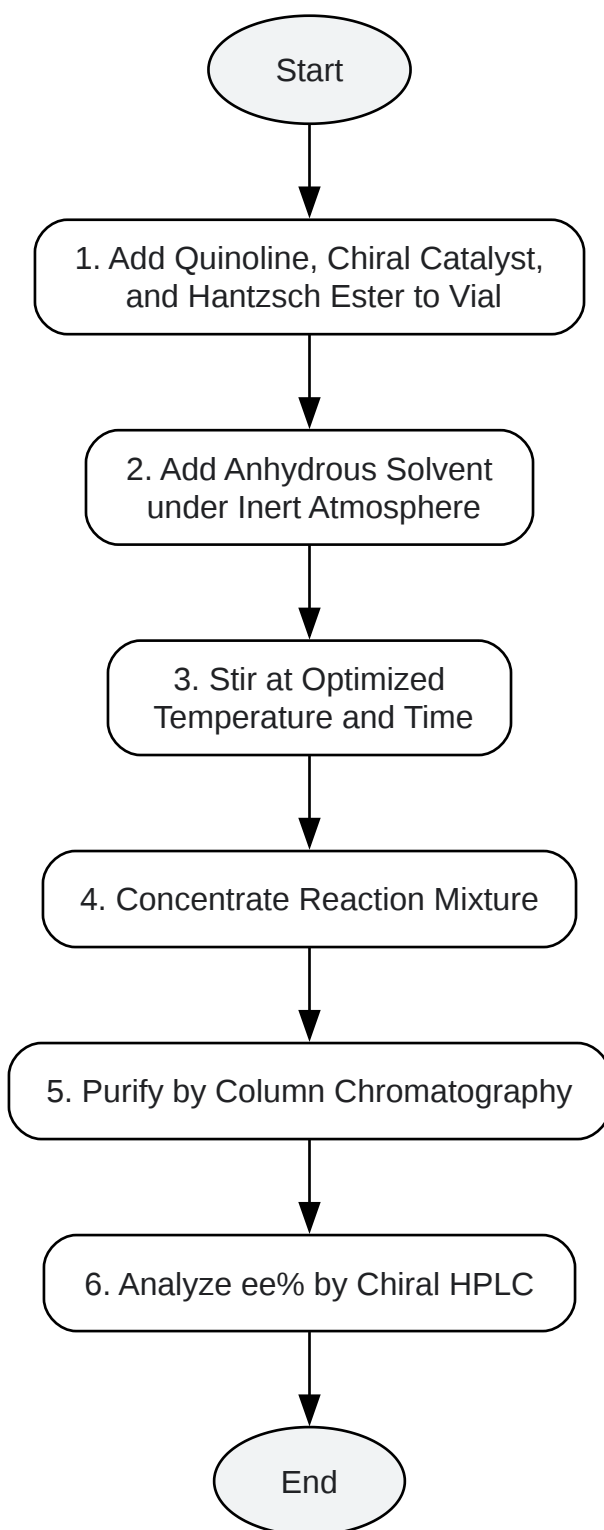 Start
1. Add Quinoline, Chiral Catalyst,
and Hantzsch Ester to Vial
2. Add Anhydrous Solvent
under Inert Atmosphere
3. Stir at Optimized
Temperature and Time
4. Concentrate Reaction Mixture
5. Purify by Column Chromatography
6. Analyze ee% by Chiral HPLC
End